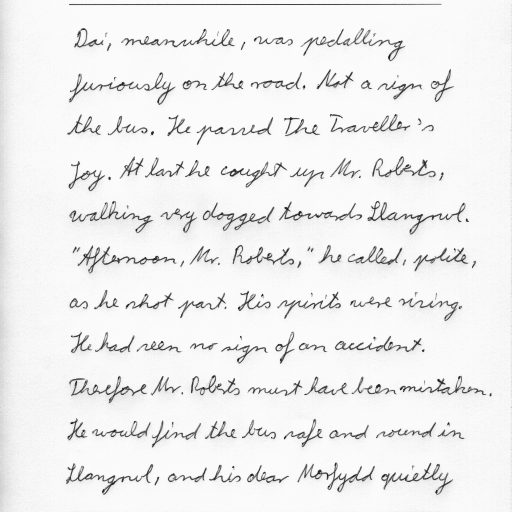 Dai, meanwhile, was pedalling
furiously on the road. Not a sign of
the bus. He passed The Traveller's
Joy. At last he caught up Mr. Roberts,
walking very dogged towards Llangrwl.
"Afternoon, Mr. Roberts," he called, polite,
as he shot past. His spirits were rising.
He had seen no sign of an accident.
Therefore Mr. Roberts must have been mistaken.
He would find the bus safe and sound in
Llangrwl, and his dear Morfydd quietly